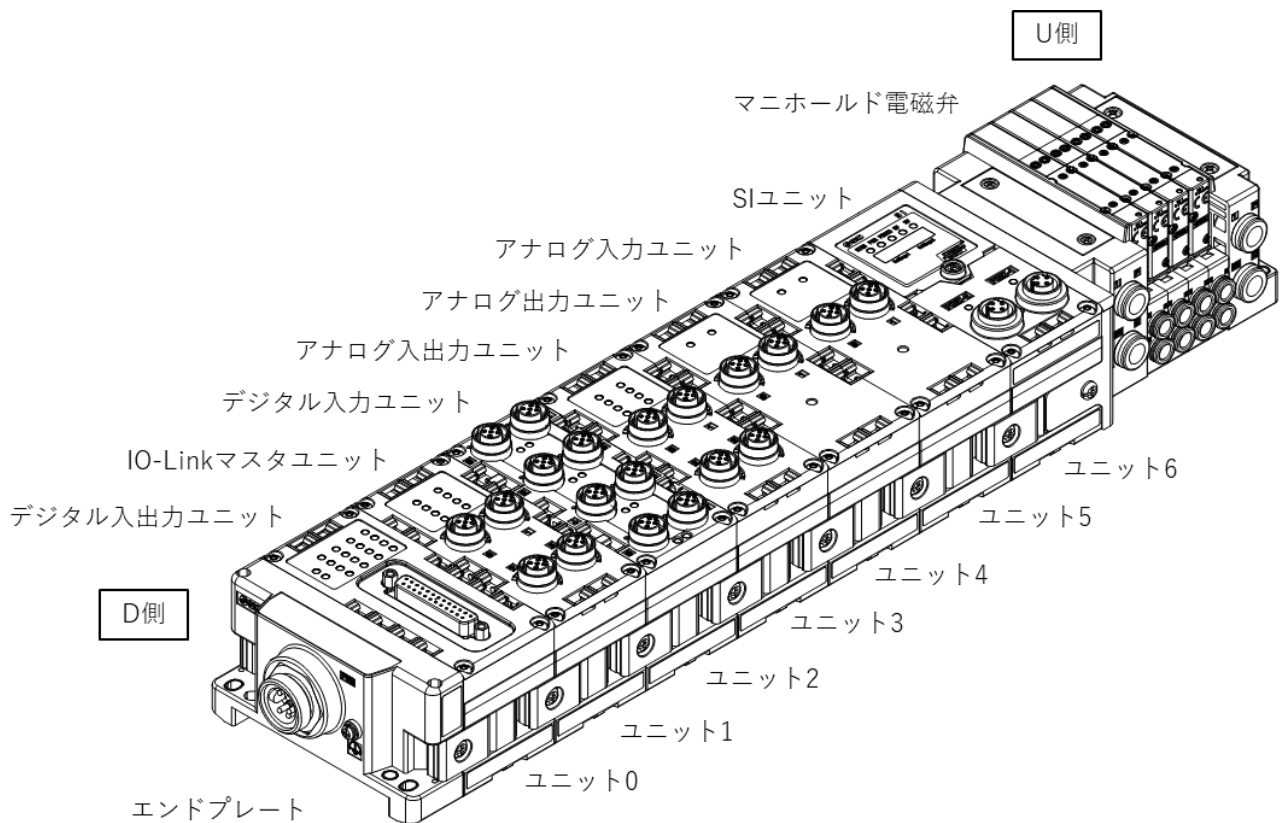 U側
マニホールド電磁弁
SIユニット
アナログ入力ユニット
アナログ出力ユニット
アナログ入出力ユニット
デジタル入力ユニット
IO-Linkマスタユニット
デジタル入出力ユニット
D側
ユニット6
ユニット5
ユニット4
ユニット3
ユニット2
ユニット1
ユニット0
エンドプレート